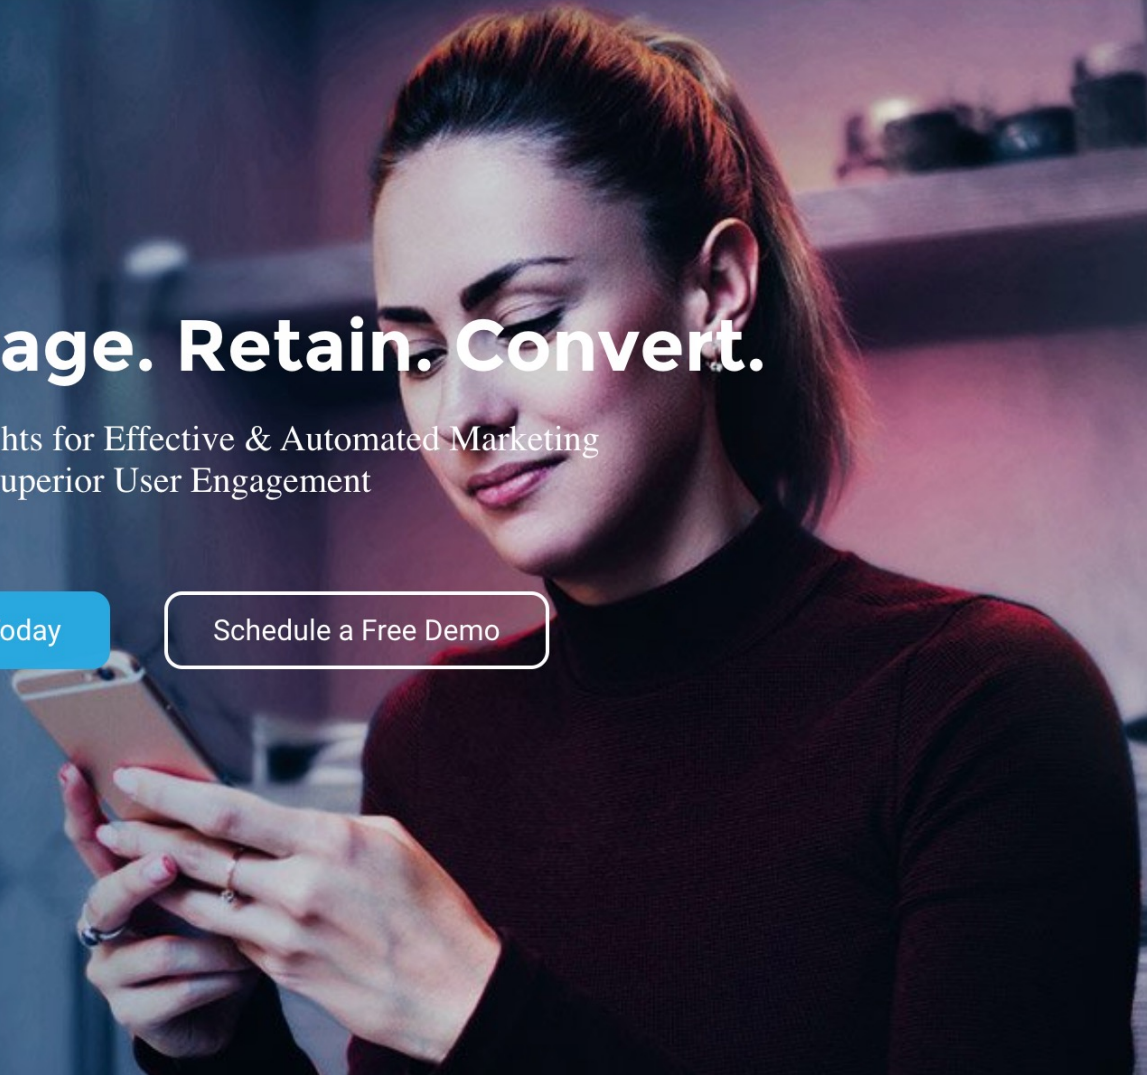 age. Retain. Convert.
hts for Effective & Automated Marketing
uperior User Engagement
oday
Schedule a Free Demo